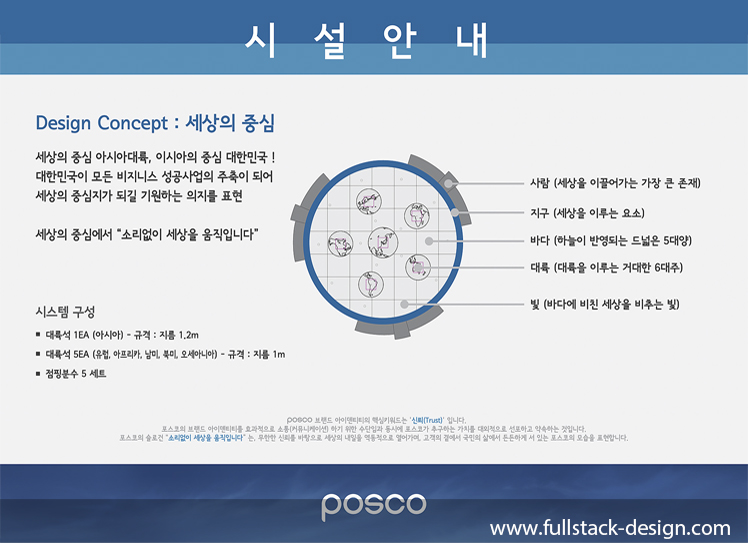 시 설 안 내
Design Concept : 세상의 중심
세상의 중심 아시아대륙, 이시아의 중심 대한민국 !
대한민국이 모든 비지니스 성공사업의 주축이 되어
세상의 중심지가 되길 기원하는 의지를 표현
세상의 중심에서 "소리없이 세상을 움직입니다"
사람 (세상을 이끌어가는 가장 큰 존재)
지구 (세상을 이루는 요소)
바다 (하늘이 반영되는 드넓은 5대양)
대륙 (대륙을 이루는 거대한 6대주)
빛 (바다에 비친 세상을 비추는 빛)
시스템 구성
▪ 대륙석 1EA (아시아) - 규격 : 지름 1.2m
▪ 대륙석 5EA (유럽, 아프리카, 남미, 북미, 오세아니아) - 규격 : 지름 1m
▪ 점핑분수 5 세트
posco 브랜드 아이덴티티의 핵심키워드는 '신뢰(Trust)' 입니다.
포스코의 브랜드 아이덴티티를 효과적으로 소통(커뮤니케이션) 하기 위한 수단임과 동시에 포스코가 추구하는 가치를 대외적으로 선포하고 약속하는 것입니다.
포스코의 슬로건 "소리없이 세상을 움직입니다" 는, 무한한 신뢰를 바탕으로 세상의 내일을 역동적으로 열어가며, 고객의 곁에서 국민의 삶에서 든든하게 서 있는 포스코의 모습을 표현합니다.
posco
www.fullstack-design.com